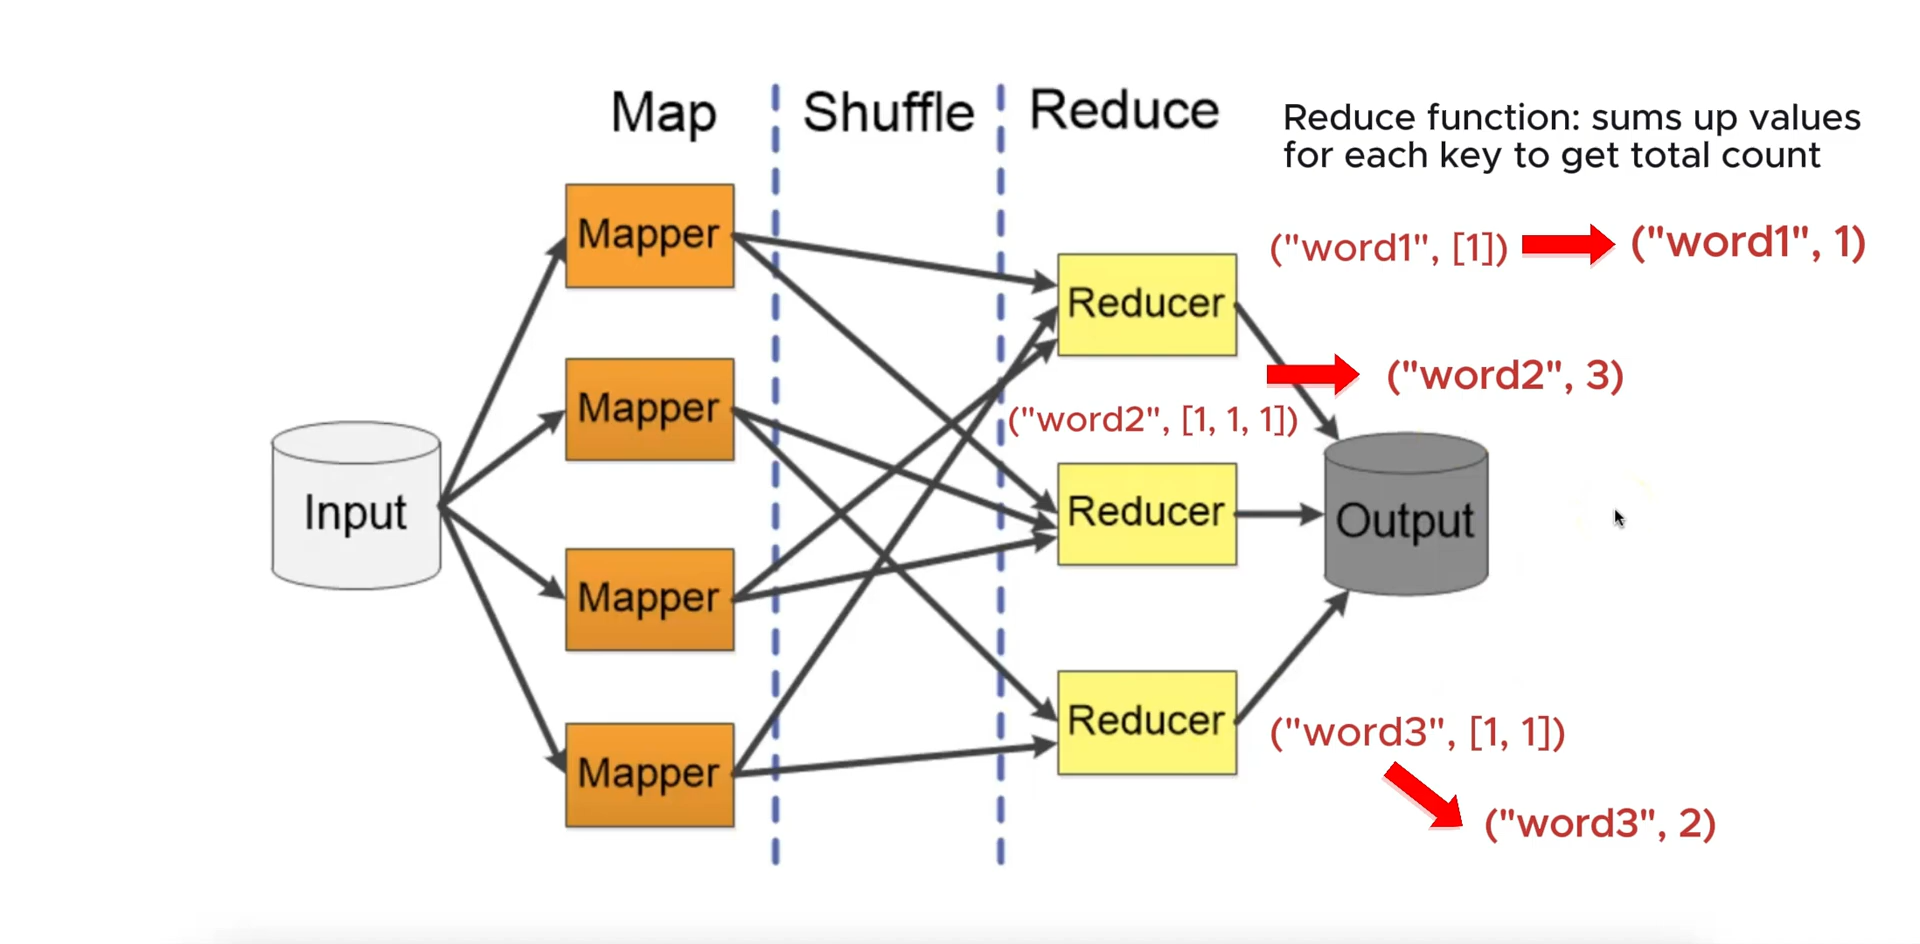 Map
Shuffle
Reduce
Reduce function: sums up values
for each key to get total count
Mapper
("word1", [1])
("word1", 1)
Reducer
Mapper
("word2", 3)
("word2", [1, 1, 1])
Input
Reducer
Output
Mapper
Reducer
("word3", [1, 1])
Mapper
("word3", 2)